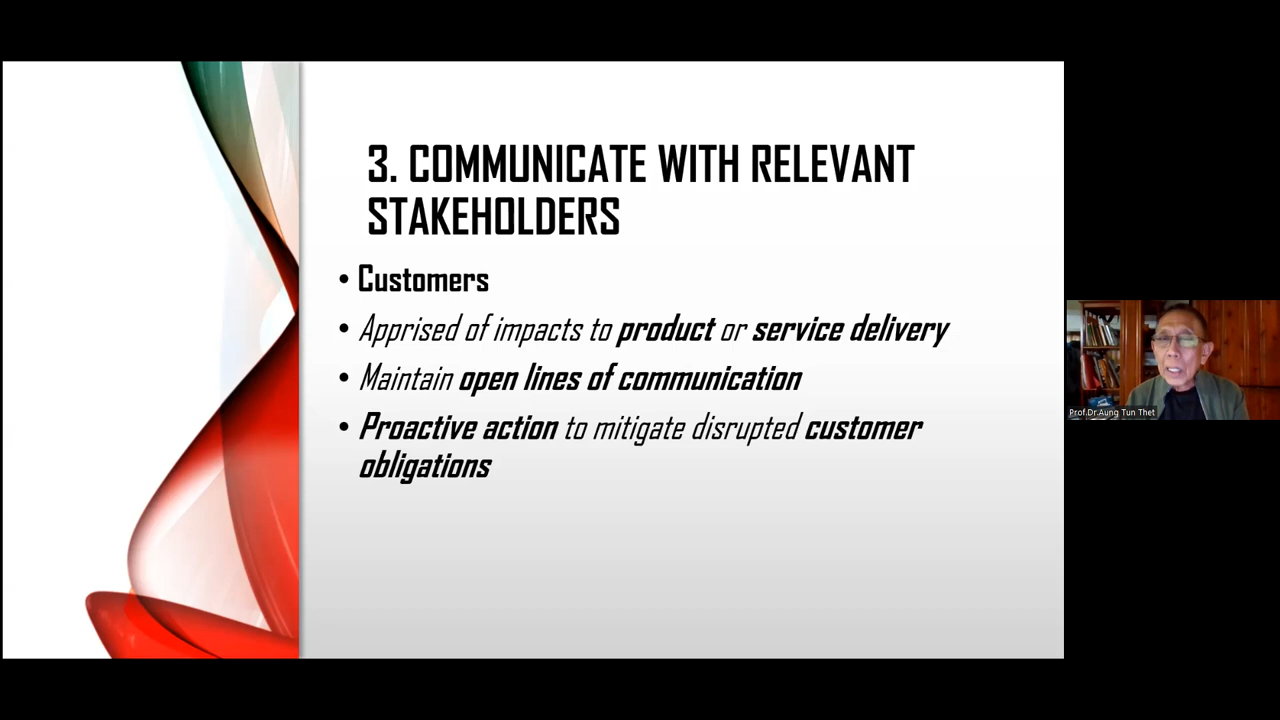 3. COMMUNICATE WITH RELEVANT
STAKEHOLDERS
• Customers
• Apprised of impacts to product or service delivery
• Maintain open lines of communication
• Proactive action to mitigate disrupted customer
obligations
Prof.Dr.Aung Tun Thet